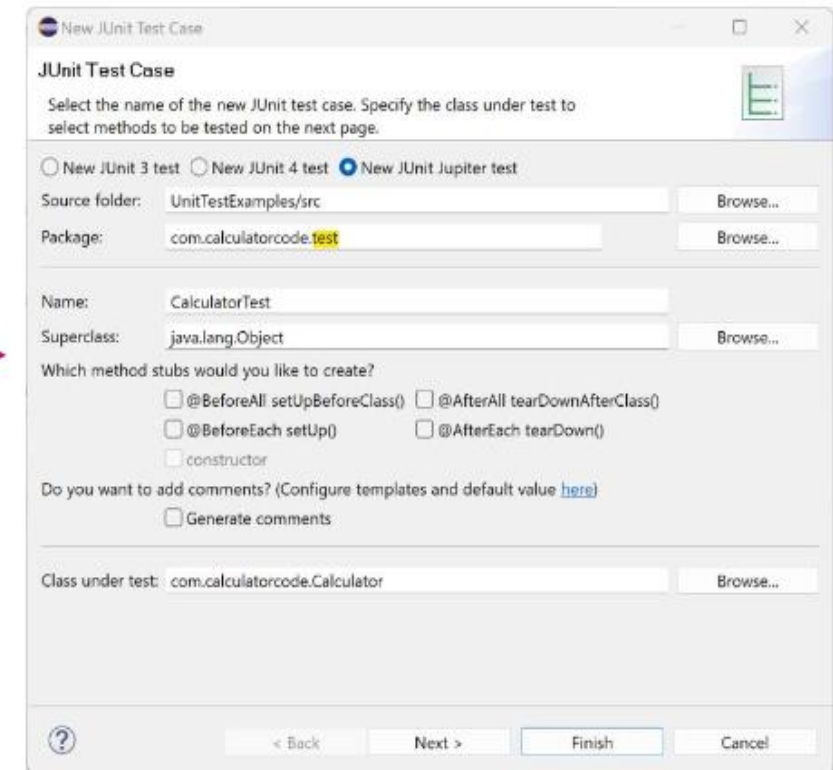 New JUnit Test Case
JUnit Test Case
Select the name of the new JUnit test case. Specify the class under test to
select methods to be tested on the next page.
New JUnit 3 test New JUnit 4 test New JUnit Jupiter test
Source folder: UnitTestExamples/src Browse...
Package: com.calculatorcode.test Browse...
Name: CalculatorTest
Superclass: java.lang.Object Browse...
Which method stubs would you like to create?
@BeforeAll setUpBeforeClass() @AfterAll tearDownAfterClass()
@BeforeEach setUp() @AfterEach tearDown()
constructor
Do you want to add comments? (Configure templates and default value here)
Generate comments
Class under test: com.calculatorcode.Calculator Browse...
? < Back Next > Finish Cancel